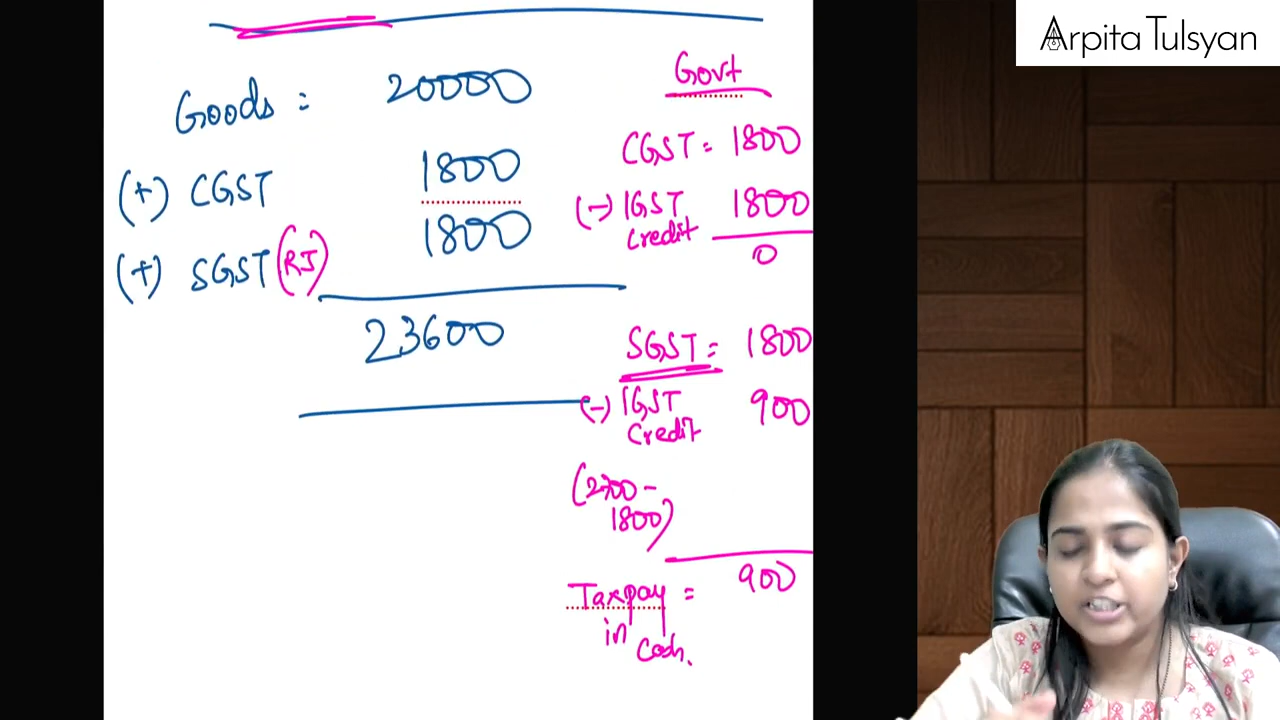 Arpita Tulsyan
Goods : 20000
(+) CGST 1800
(+) SGST (RJ) 1800
23600
Govt
CGST = 1800
(-) IGST 1800
Credit
0
SGST = 1800
(-) IGST 900
Credit
(2700 -
1800)
900
Taxpay =
in
Cash.